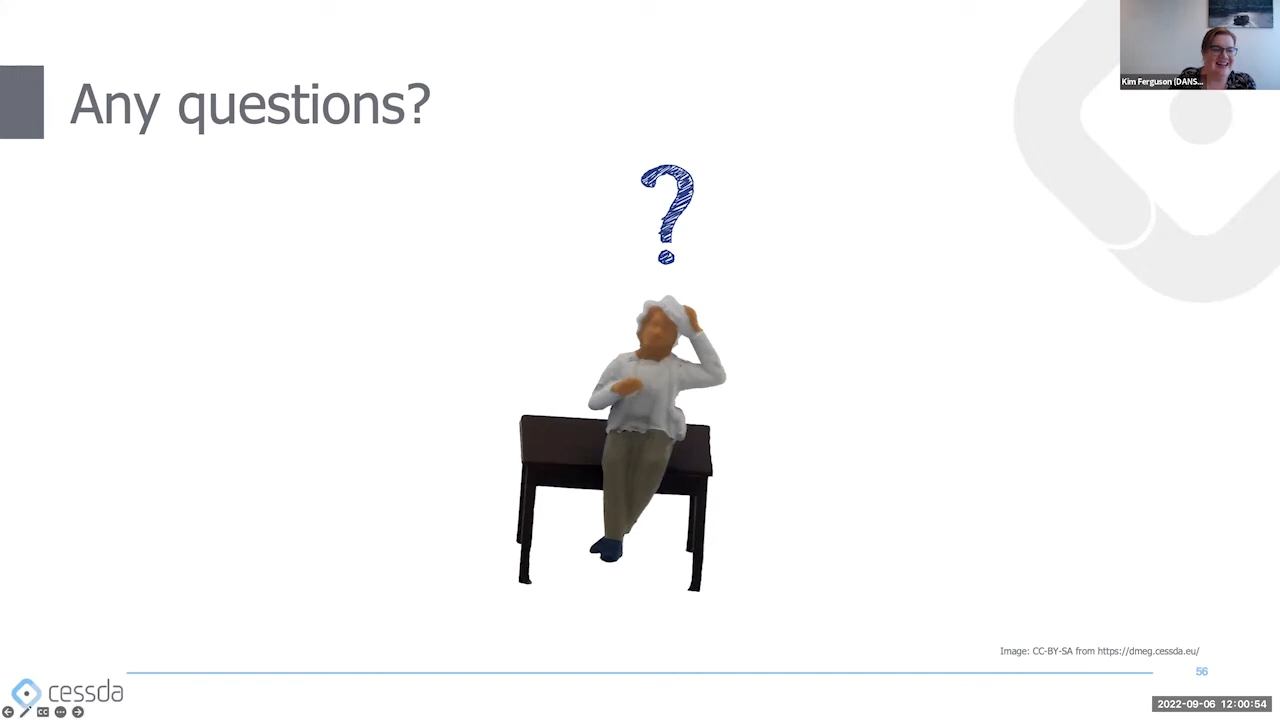 Kim Ferguson (DANS...
Any questions?
?
Image: CC-BY-SA from https://dmeg.cessda.eu/
56
cessda
CC
2022-09-06 12:00:54